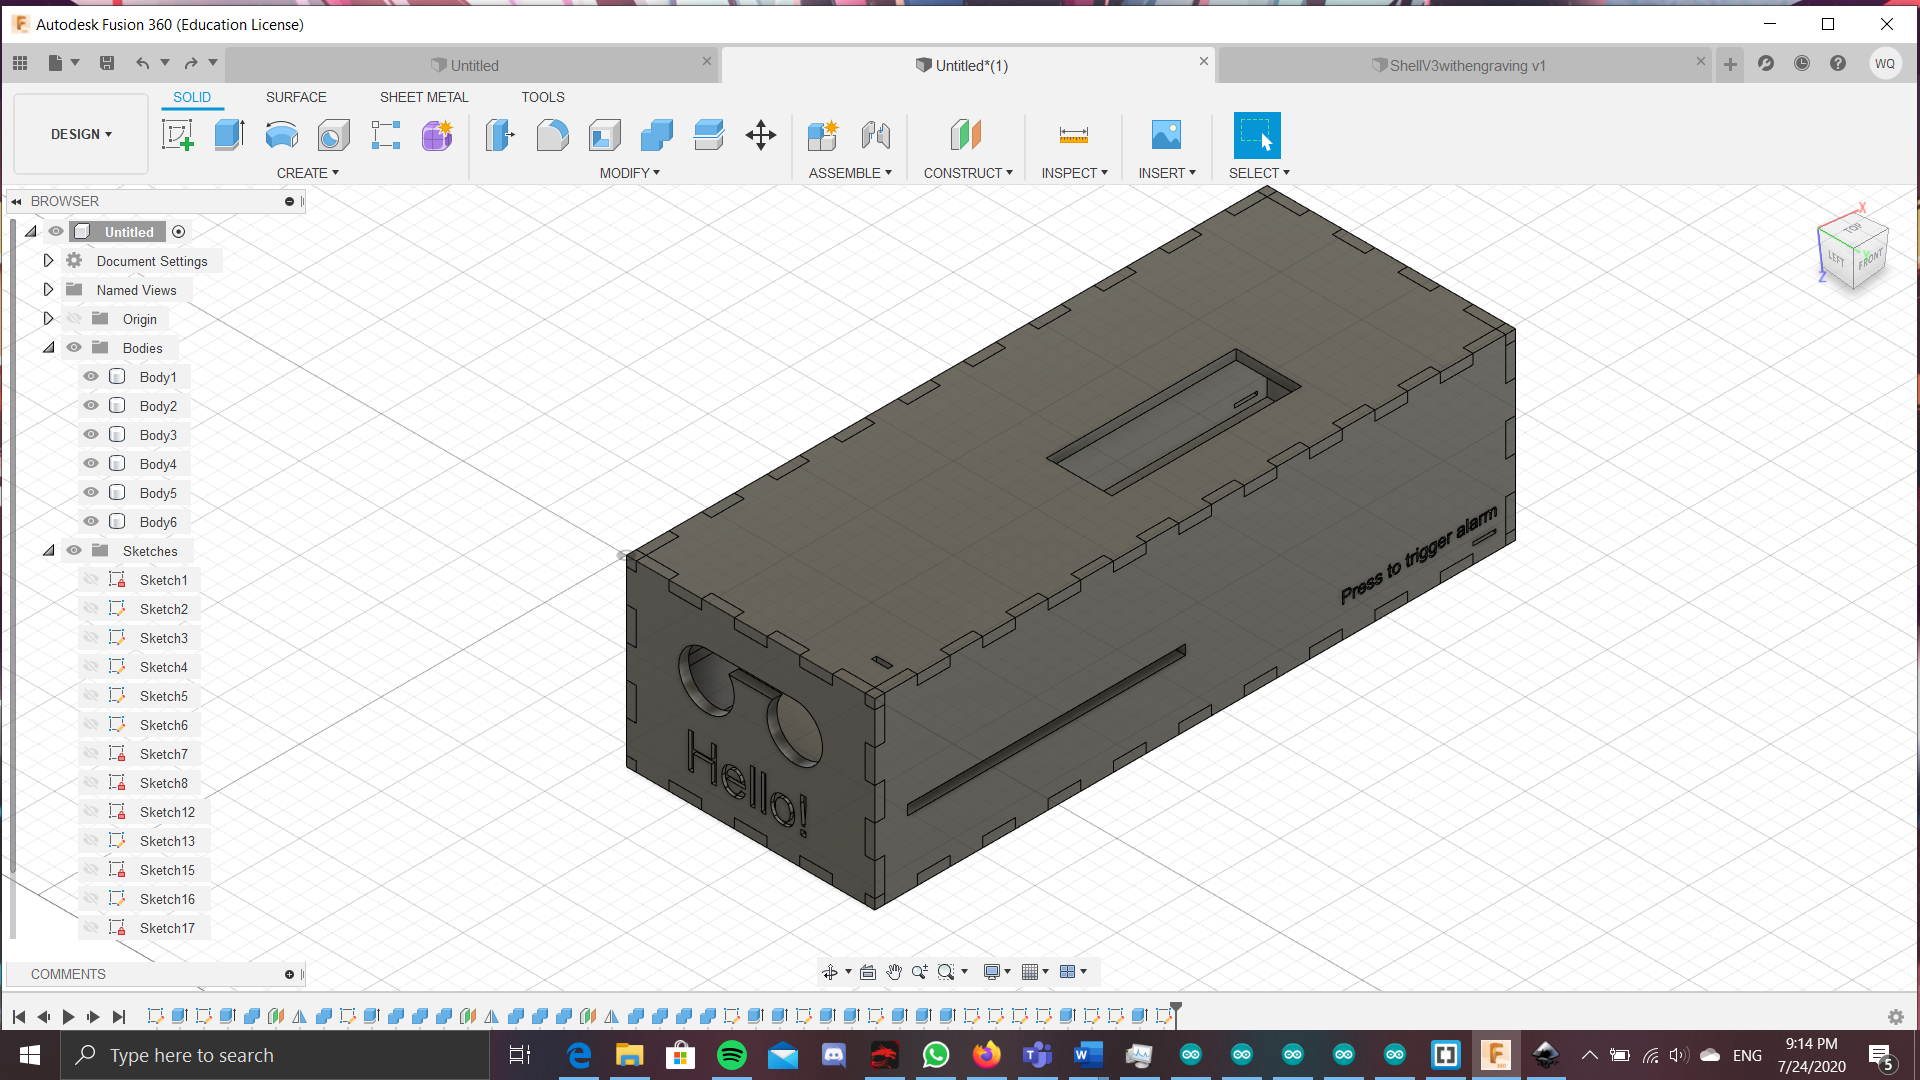 Autodesk Fusion 360 (Education License)
Untitled
Untitled*(1)
ShellV3withengraving v1
WQ
SOLID
SURFACE
SHEET METAL
TOOLS
DESIGN
CREATE
MODIFY
ASSEMBLE
CONSTRUCT
INSPECT
INSERT
SELECT
BROWSER
Untitled
Document Settings
Named Views
Origin
Bodies
Body1
Body2
Body3
Body4
Body5
Body6
Sketches
Sketch1
Sketch2
Sketch3
Sketch4
Sketch5
Sketch6
Sketch7
Sketch8
Sketch12
Sketch13
Sketch15
Sketch16
Sketch17
X
TOP
LEFT
FRONT
Y
Z
Press to trigger alarm
Hello!
COMMENTS
Type here to search
ENG
9:14 PM
7/24/2020
5